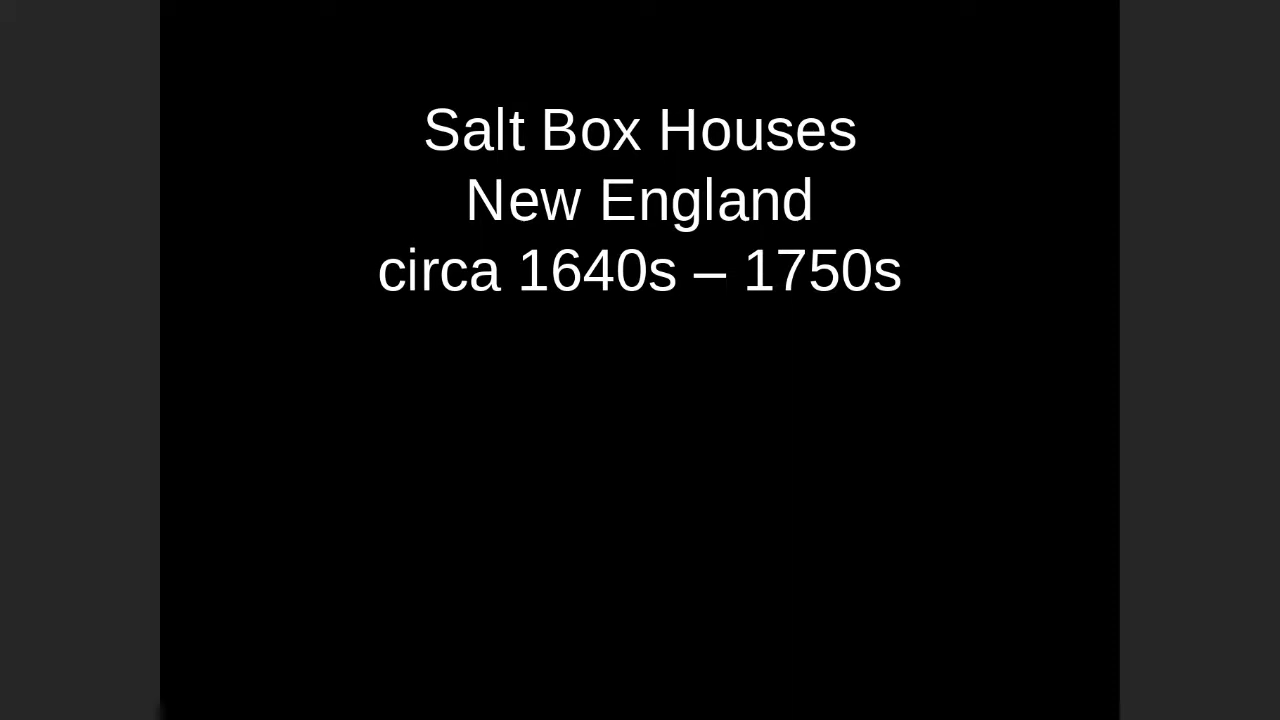 Salt Box Houses
New England
circa 1640s – 1750s